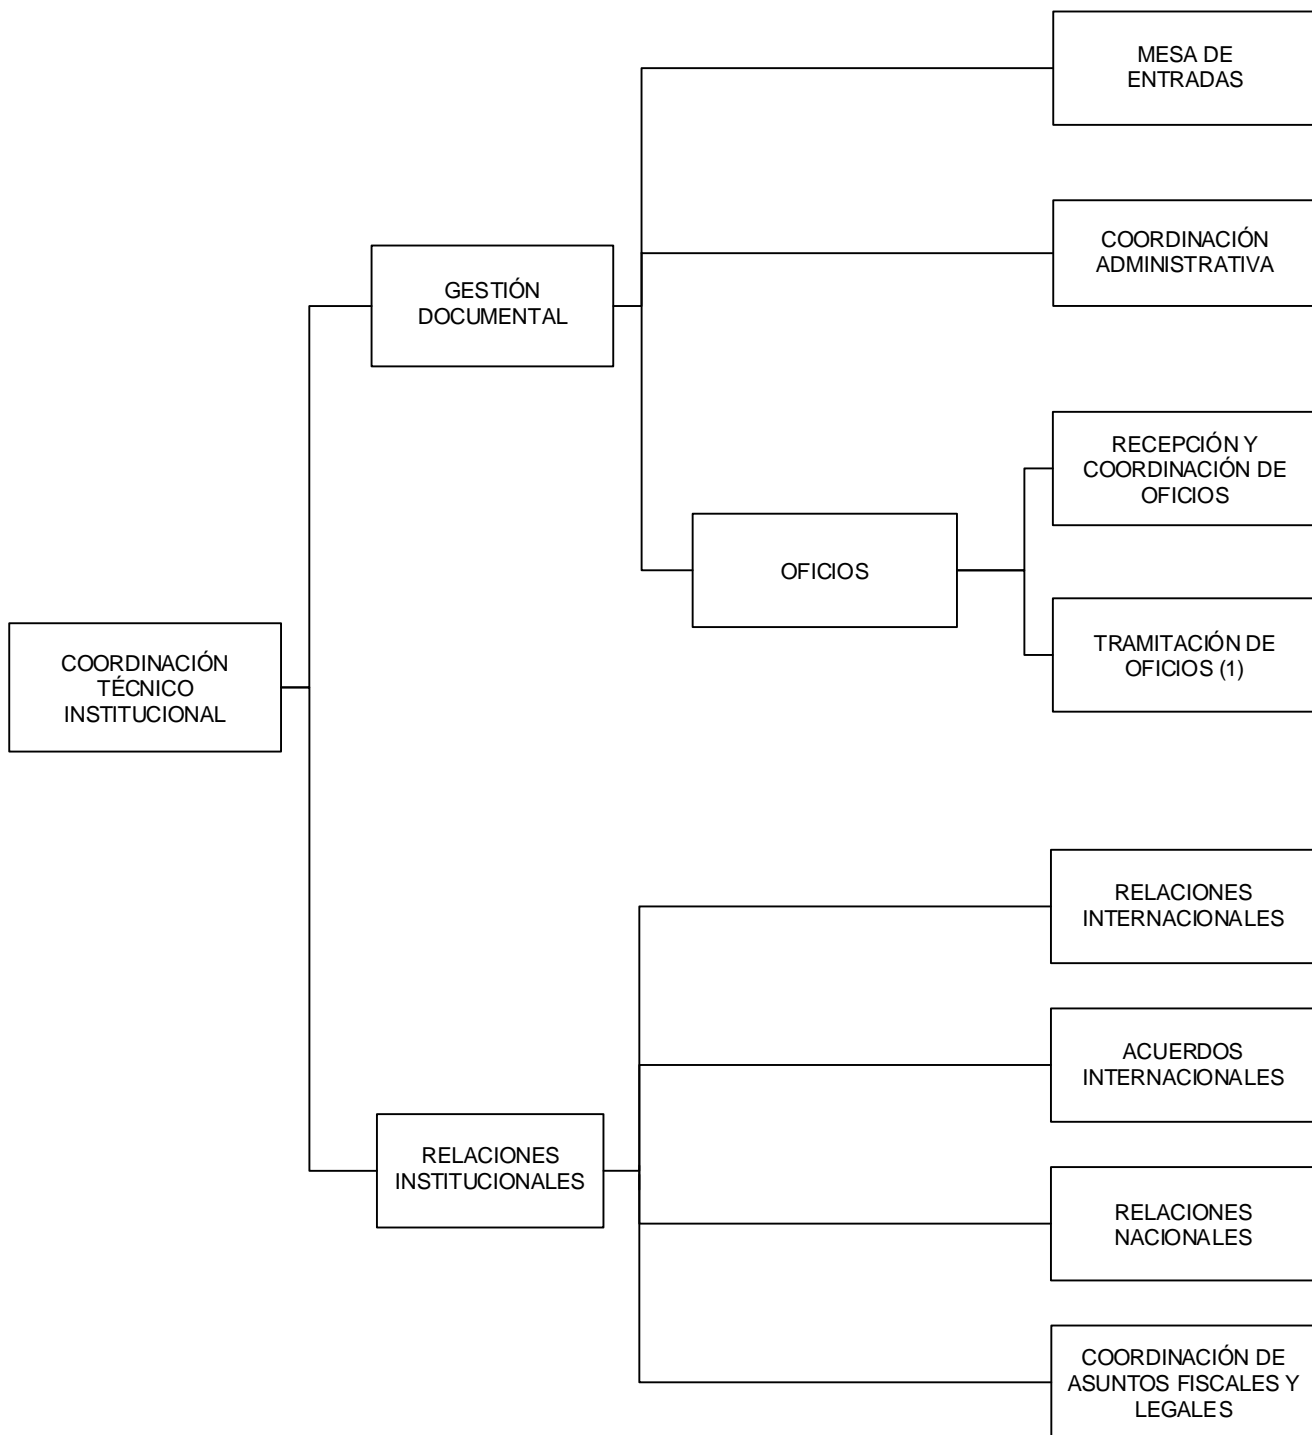 MESA DE
ENTRADAS
COORDINACIÓN
ADMINISTRATIVA
GESTIÓN
DOCUMENTAL
RECEPCIÓN Y
COORDINACIÓN DE
OFICIOS
OFICIOS
TRAMITACIÓN DE
OFICIOS (1)
COORDINACIÓN
TÉCNICO
INSTITUCIONAL
RELACIONES
INTERNACIONALES
ACUERDOS
INTERNACIONALES
RELACIONES
INSTITUCIONALES
RELACIONES
NACIONALES
COORDINACIÓN DE
ASUNTOS FISCALES Y
LEGALES